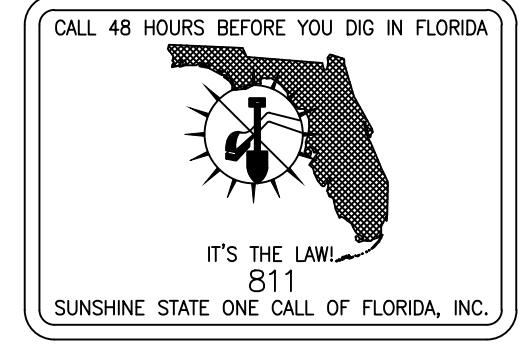 CALL 48 HOURS BEFORE YOU DIG IN FLORIDA
IT'S THE LAW!
811
SUNSHINE STATE ONE CALL OF FLORIDA, INC.